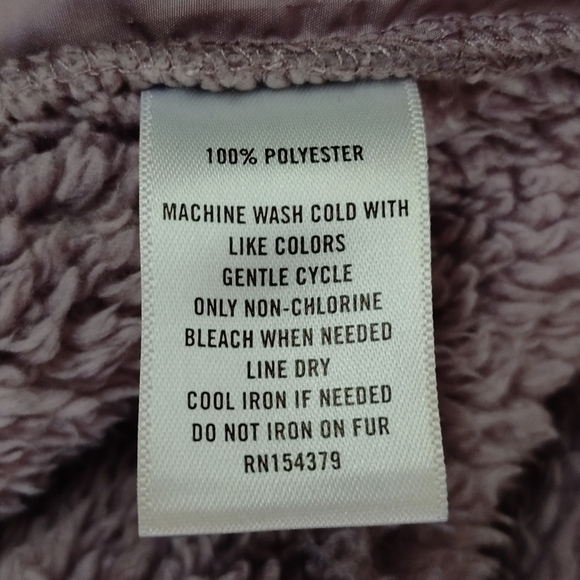 100% POLYESTER
MACHINE WASH COLD WITH
LIKE COLORS
GENTLE CYCLE
ONLY NON-CHLORINE
BLEACH WHEN NEEDED
LINE DRY
COOL IRON IF NEEDED
DO NOT IRON ON FUR
RN154379